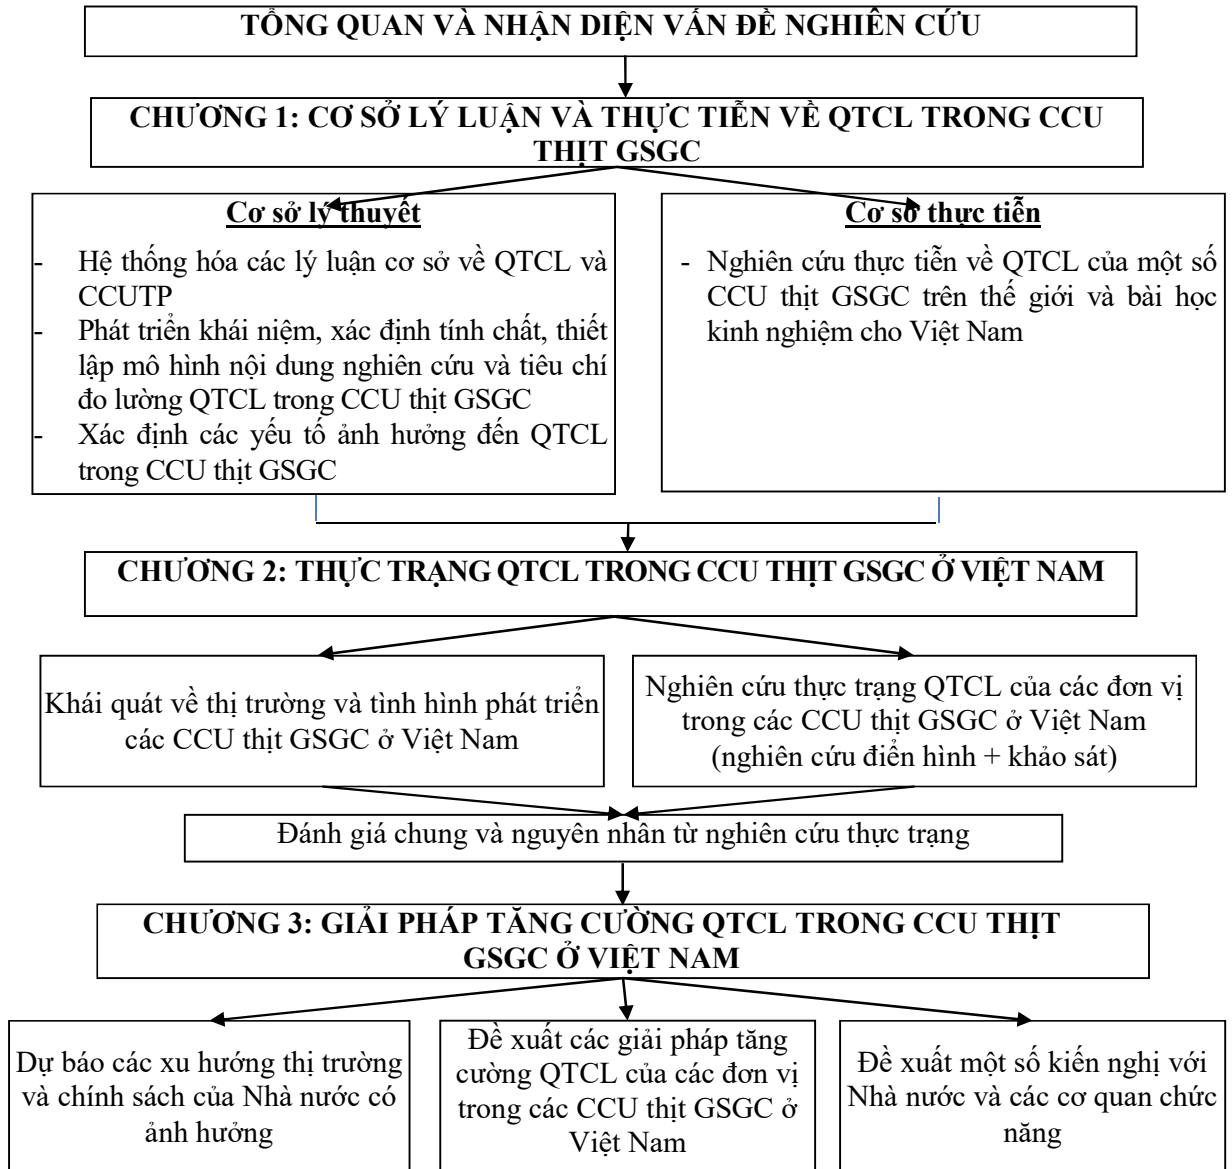 TỔNG QUAN VÀ NHẬN DIỆN VẤN ĐỀ NGHIÊN CỨU
CHƯƠNG 1: CƠ SỞ LÝ LUẬN VÀ THỰC TIỄN VỀ QTCL TRONG CCU
THỊT GSGC
Cơ sở lý thuyết
- Hệ thống hóa các lý luận cơ sở về QTCL và
CCUTP
- Phát triển khái niệm, xác định tính chất, thiết
lập mô hình nội dung nghiên cứu và tiêu chí
đo lường QTCL trong CCU thịt GSGC
- Xác định các yếu tố ảnh hưởng đến QTCL
trong CCU thịt GSGC
Cơ sở thực tiễn
- Nghiên cứu thực tiễn về QTCL của một số
CCU thịt GSGC trên thế giới và bài học
kinh nghiệm cho Việt Nam
CHƯƠNG 2: THỰC TRẠNG QTCL TRONG CCU THỊT GSGC Ở VIỆT NAM
Khái quát về thị trường và tình hình phát triển
các CCU thịt GSGC ở Việt Nam
Nghiên cứu thực trạng QTCL của các đơn vị
trong các CCU thịt GSGC ở Việt Nam
(nghiên cứu điển hình + khảo sát)
Đánh giá chung và nguyên nhân từ nghiên cứu thực trạng
CHƯƠNG 3: GIẢI PHÁP TĂNG CƯỜNG QTCL TRONG CCU THỊT
GSGC Ở VIỆT NAM
Dự báo các xu hướng thị trường
và chính sách của Nhà nước có
ảnh hưởng
Đề xuất các giải pháp tăng
cường QTCL của các đơn vị
trong các CCU thịt GSGC ở
Việt Nam
Đề xuất một số kiến nghị với
Nhà nước và các cơ quan chức
năng